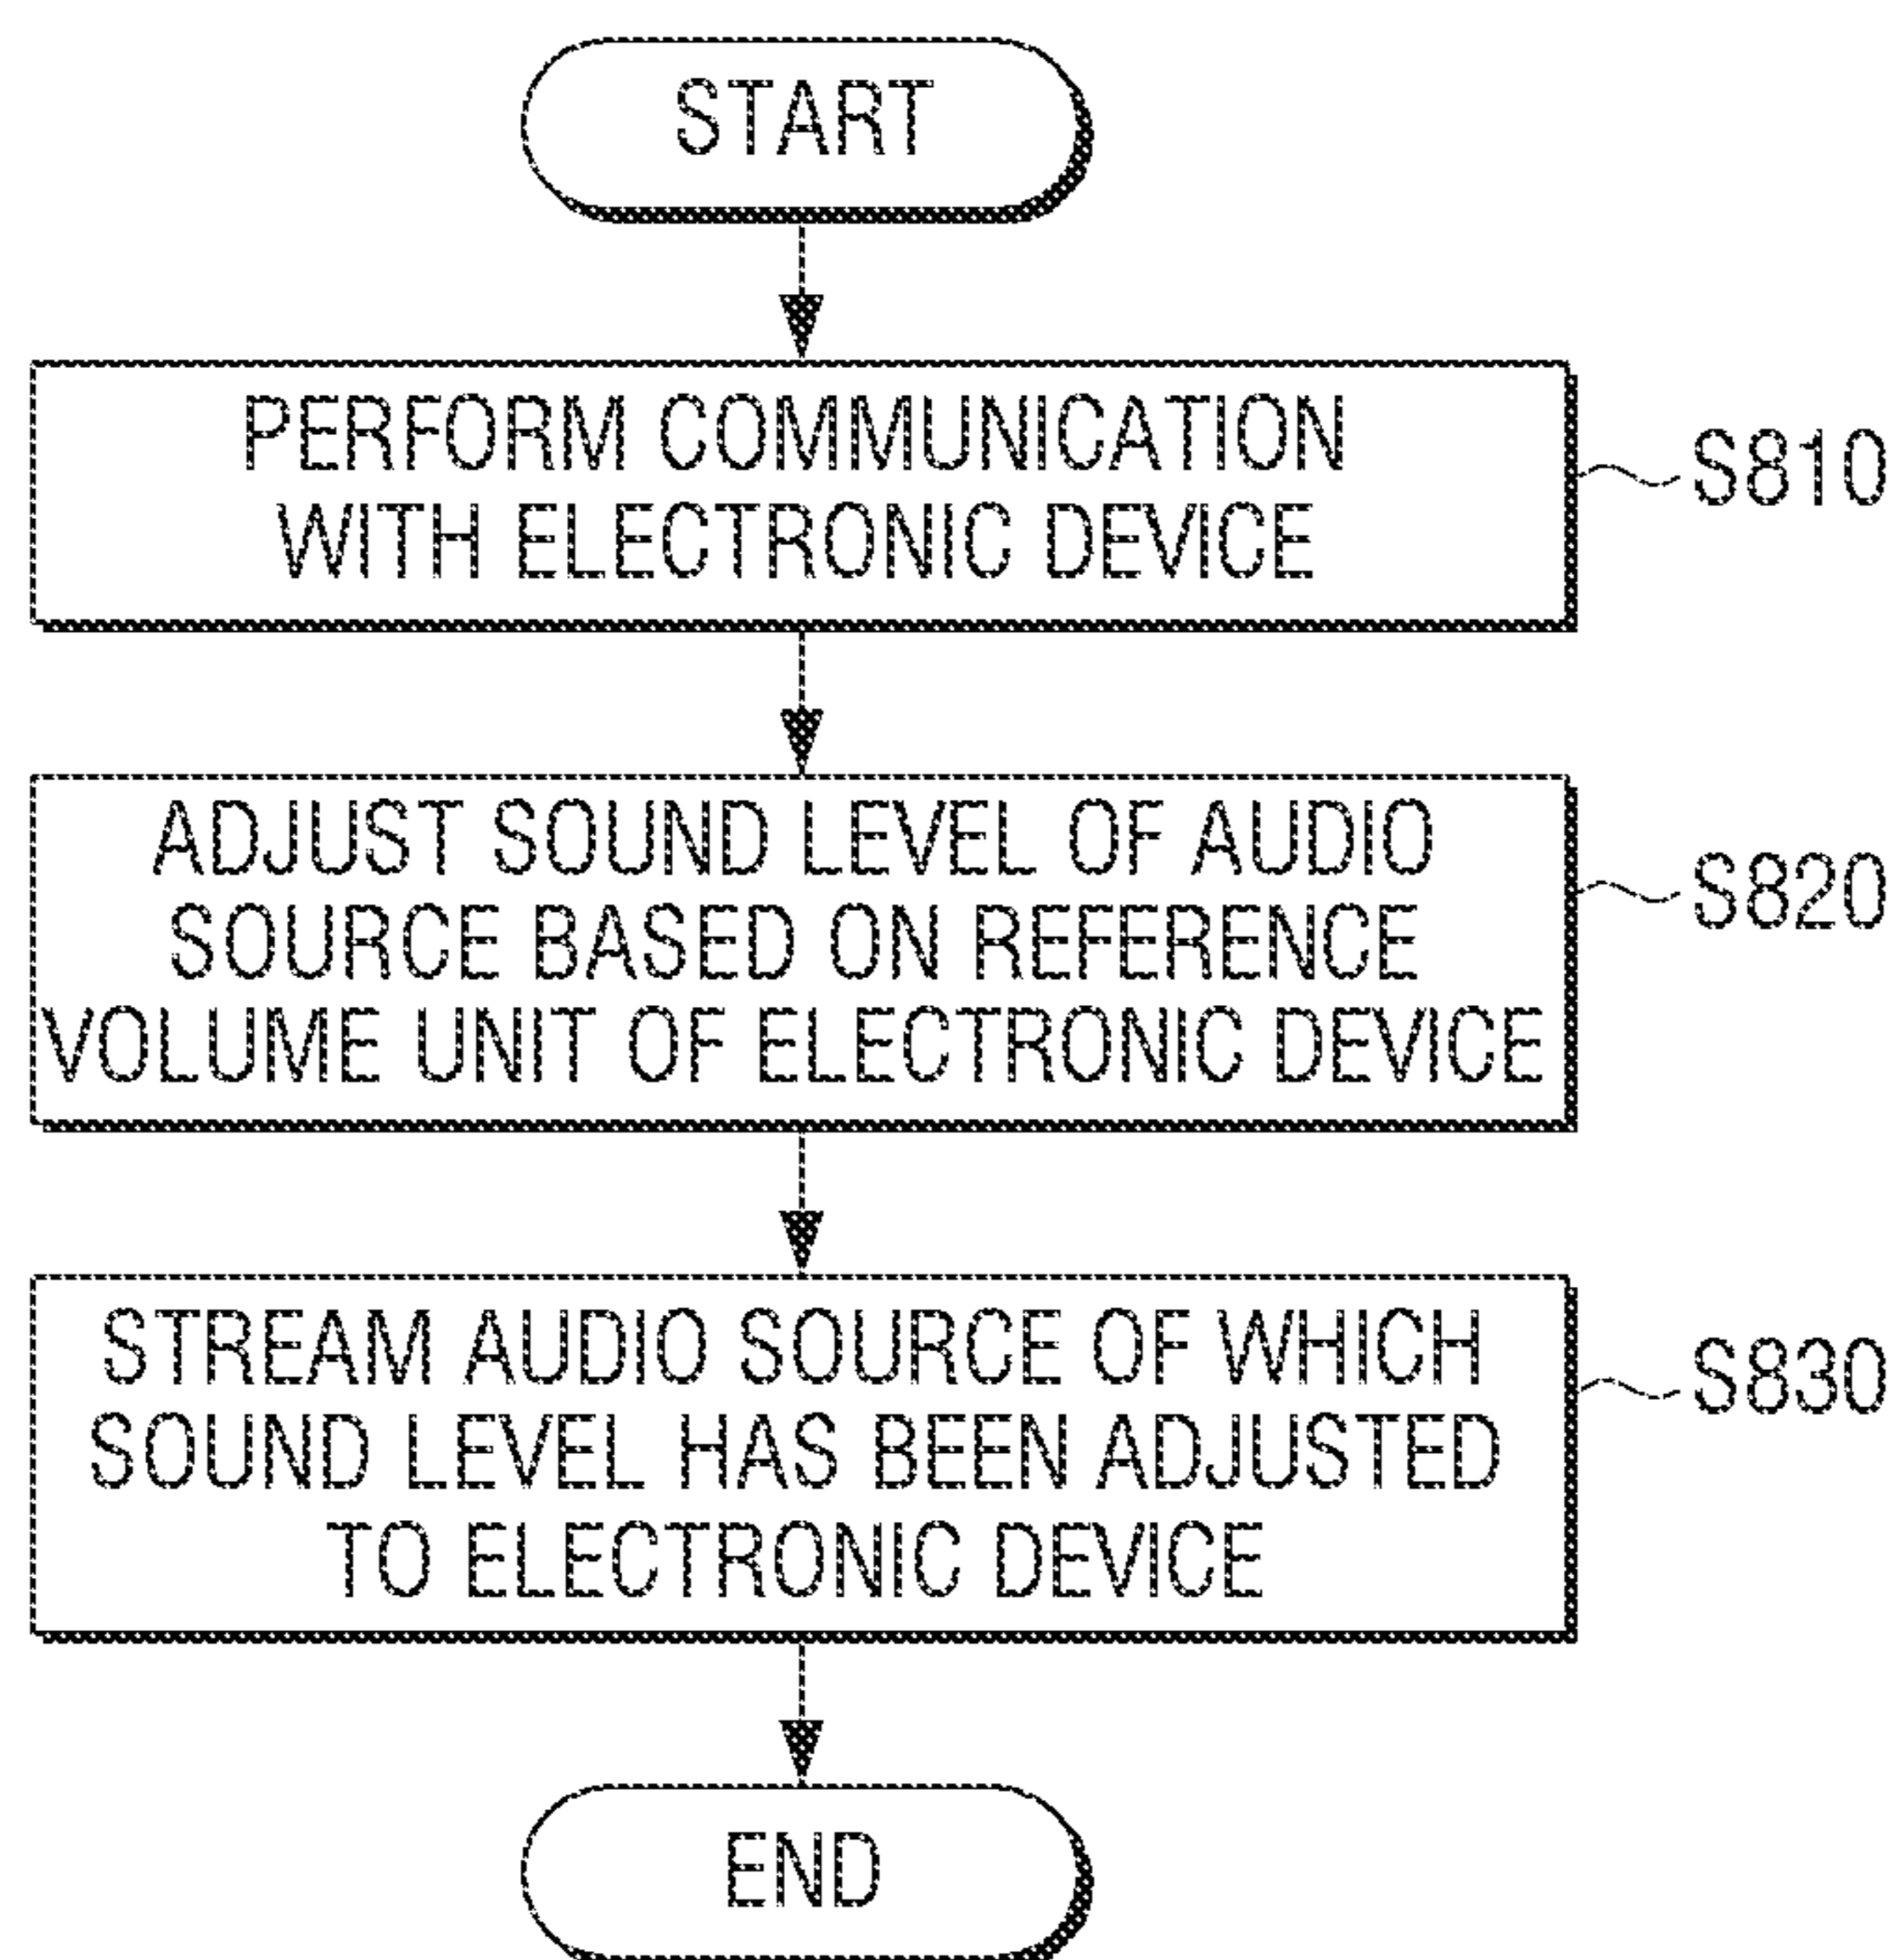 START
PERFORM COMMUNICATION
WITH ELECTRONIC DEVICE
S810
ADJUST SOUND LEVEL OF AUDIO
SOURCE BASED ON REFERENCE
VOLUME UNIT OF ELECTRONIC DEVICE
S820
STREAM AUDIO SOURCE OF WHICH
SOUND LEVEL HAS BEEN ADJUSTED
TO ELECTRONIC DEVICE
S830
END